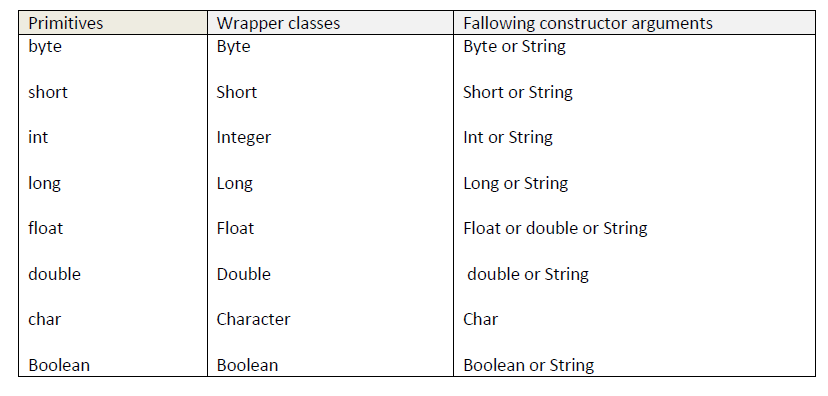 Primitives Wrapper classes Fallowing constructor arguments
byte Byte Byte or String
short Short Short or String
int Integer Int or String
long Long Long or String
float Float Float or double or String
double Double double or String
char Character Char
Boolean Boolean Boolean or String